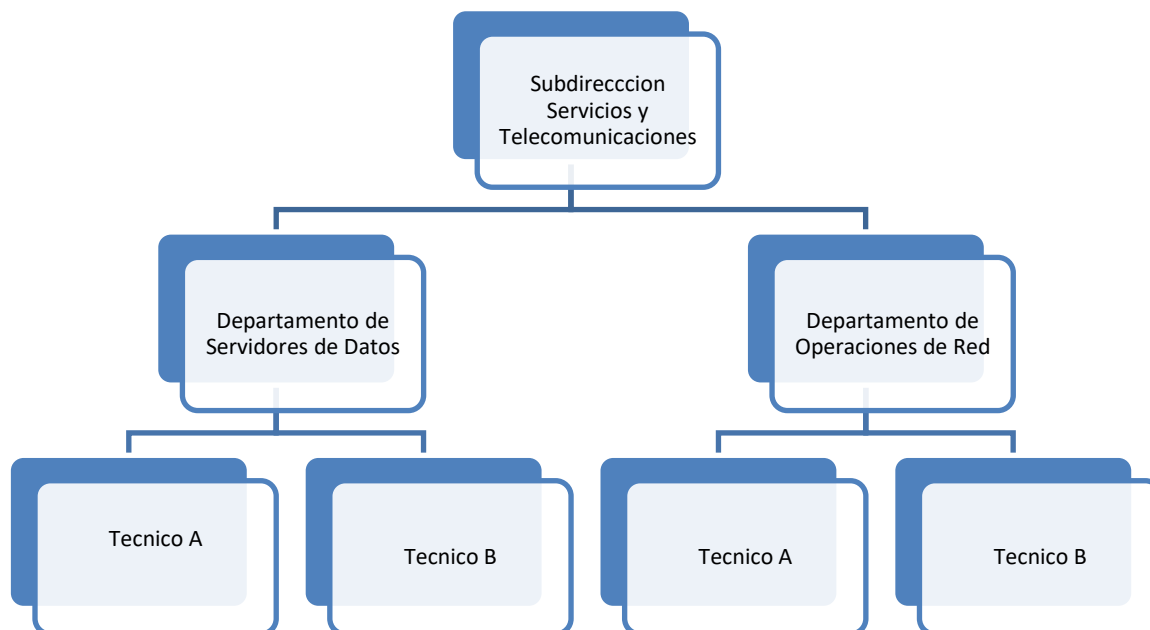 Subdirecccion
Servicios y
Telecomunicaciones
Departamento de
Servidores de Datos
Departamento de
Operaciones de Red
Tecnico A
Tecnico B
Tecnico A
Tecnico B